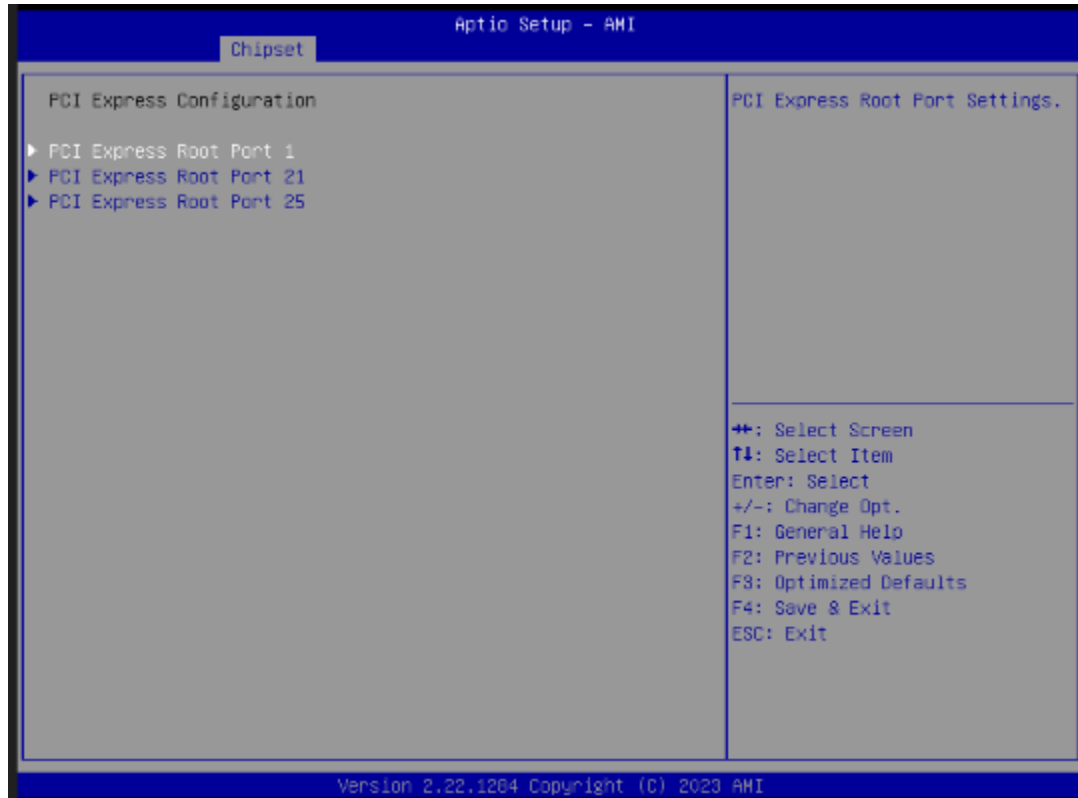 Aptio Setup - AMI
Chipset
PCI Express Configuration
PCI Express Root Port 1
PCI Express Root Port 21
PCI Express Root Port 25
PCI Express Root Port Settings.
→←: Select Screen
↑↓: Select Item
Enter: Select
+/-: Change Opt.
F1: General Help
F2: Previous Values
F3: Optimized Defaults
F4: Save & Exit
ESC: Exit
Version 2.22.1284 Copyright (C) 2023 AMI